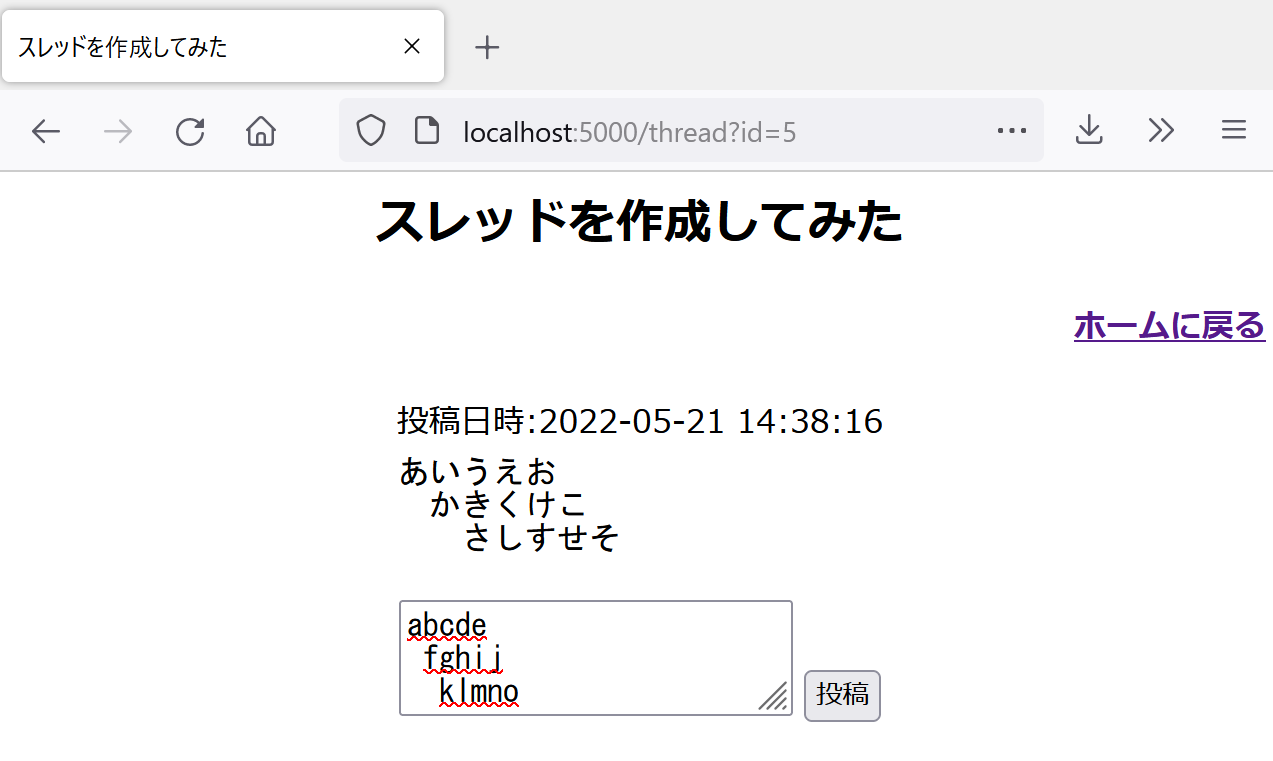 スレッドを作成してみた
localhost:5000/thread?id=5
スレッドを作成してみた
ホームに戻る
投稿日時:2022-05-21 14:38:16
あいうえお
　かきくけこ
　　さしすせそ
abcde
 fghij
  klmno
投稿